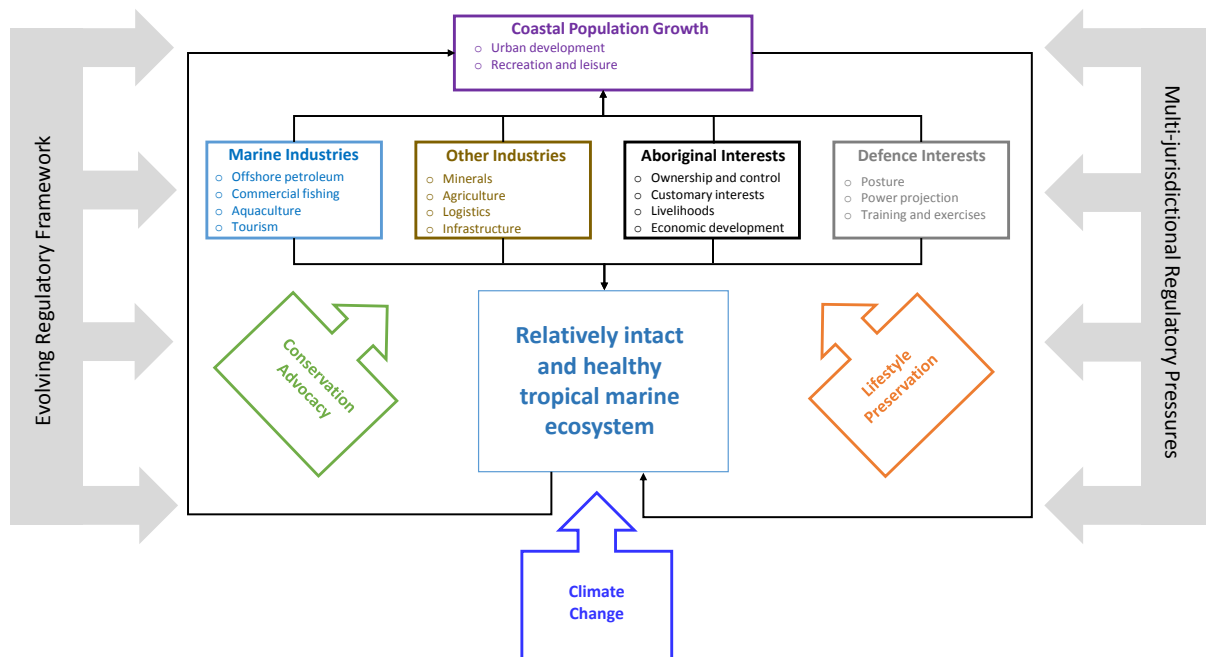 Coastal Population Growth
o Urban development
o Recreation and leisure
Evolving Regulatory Framework
Multi-jurisdictional Regulatory Pressures
Marine Industries
o Offshore petroleum
o Commercial fishing
o Aquaculture
o Tourism
Other Industries
o Minerals
o Agriculture
o Logistics
o Infrastructure
Aboriginal Interests
o Ownership and control
o Customary interests
o Livelihoods
o Economic development
Defence Interests
o Posture
o Power projection
o Training and exercises
Conservation
Advocacy
Relatively intact
and healthy
tropical marine
ecosystem
Lifestyle
Preservation
Climate
Change